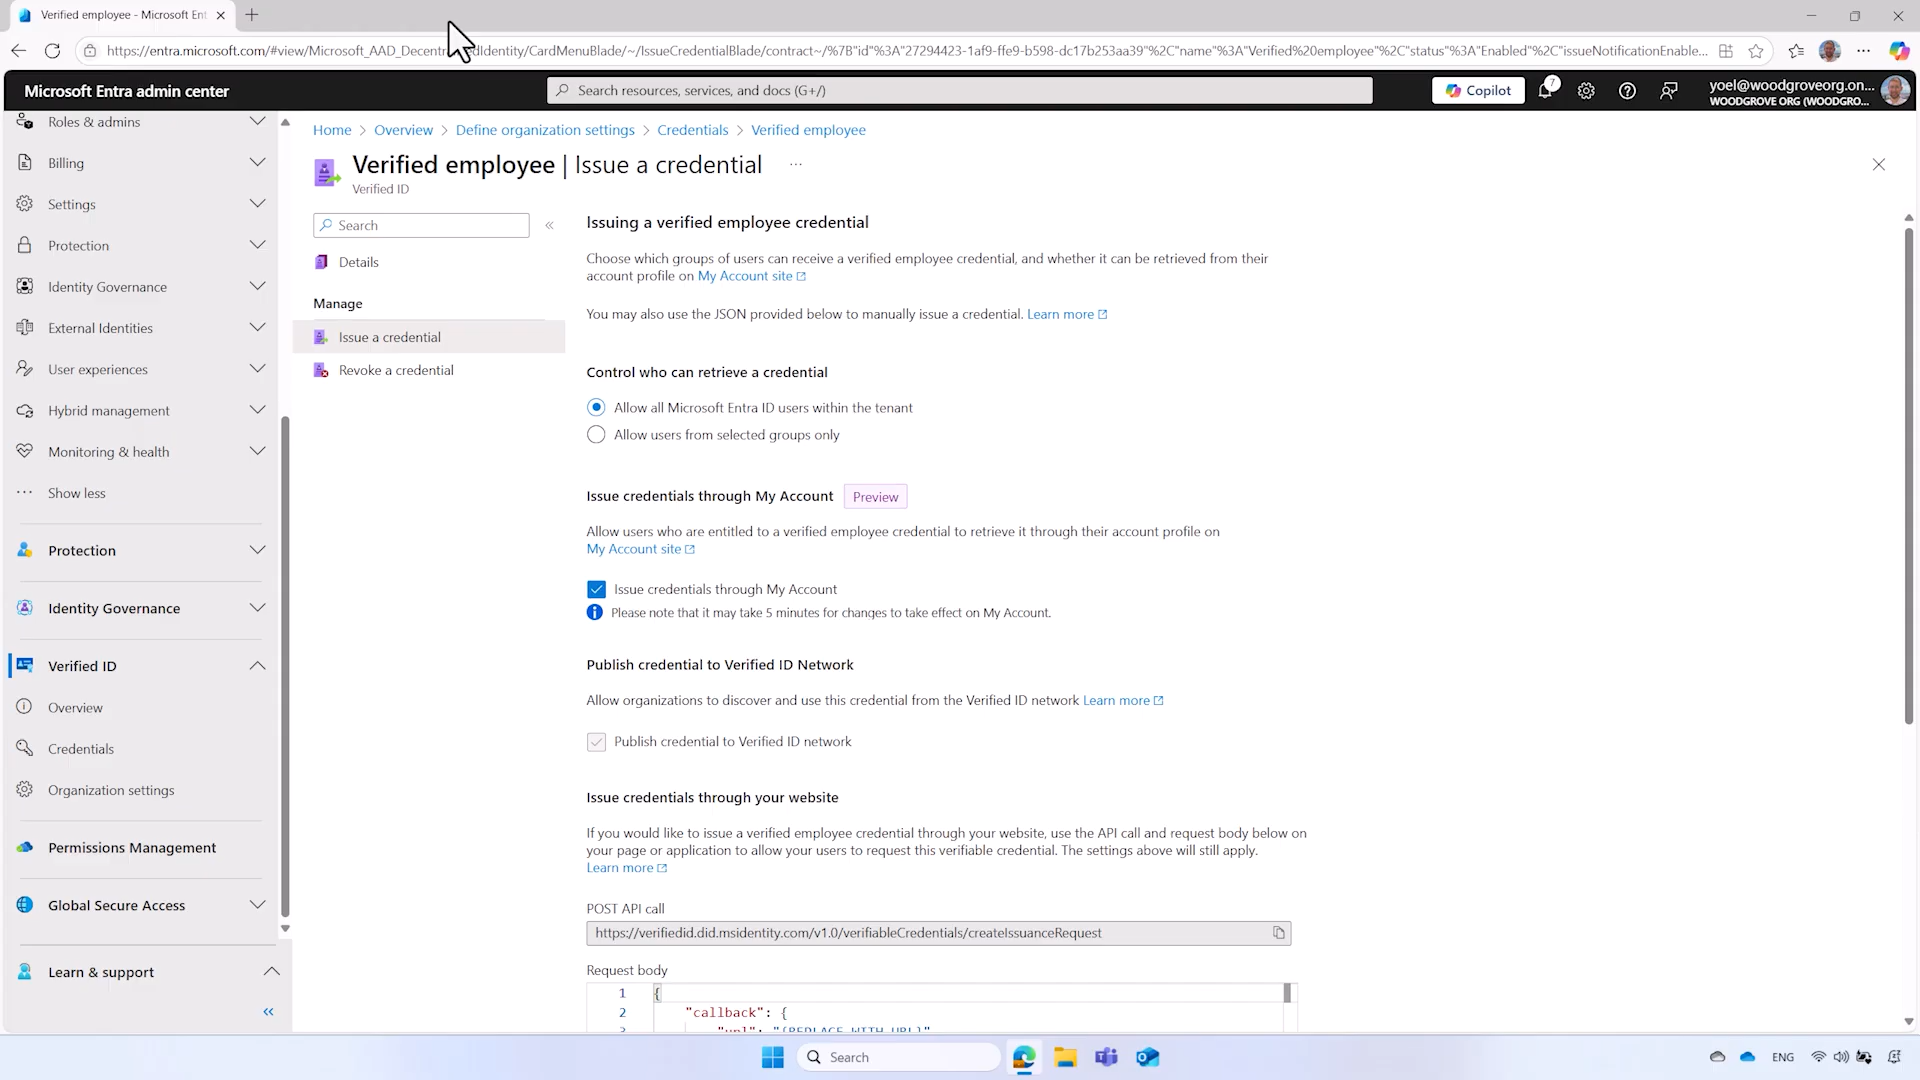 Verified employee - Microsoft Ent
https://entra.microsoft.com/#view/Microsoft_AAD_Decentr edIdentity/CardMenuBlade/~/IssueCredentialBlade/contract~/%7B"id"%3A"27294423-1af9-ffe9-b598-dc17b253aa39"%2C"name"%3A"Verified%20employee"%2C"status"%3A"Enabled"%2C"issueNotificationEnable...
Microsoft Entra admin center
Search resources, services, and docs (G+/)
Copilot
7
yoel@woodgroveorg.on...
WOODGROVE ORG (WOODGRO...
Roles & admins
Billing
Settings
Protection
Identity Governance
External Identities
User experiences
Hybrid management
Monitoring & health
Show less
Protection
Identity Governance
Verified ID
Overview
Credentials
Organization settings
Permissions Management
Global Secure Access
Learn & support
Home > Overview > Define organization settings > Credentials > Verified employee
Verified employee | Issue a credential ...
Verified ID
Search
Details
Manage
Issue a credential
Revoke a credential
Issuing a verified employee credential
Choose which groups of users can receive a verified employee credential, and whether it can be retrieved from their
account profile on My Account site
You may also use the JSON provided below to manually issue a credential. Learn more
Control who can retrieve a credential
Allow all Microsoft Entra ID users within the tenant
Allow users from selected groups only
Issue credentials through My Account Preview
Allow users who are entitled to a verified employee credential to retrieve it through their account profile on
My Account site
Issue credentials through My Account
Please note that it may take 5 minutes for changes to take effect on My Account.
Publish credential to Verified ID Network
Allow organizations to discover and use this credential from the Verified ID network Learn more
Publish credential to Verified ID network
Issue credentials through your website
If you would like to issue a verified employee credential through your website, use the API call and request body below on
your page or application to allow your users to request this verifiable credential. The settings above will still apply.
Learn more
POST API call
https://verifiedid.did.msidentity.com/v1.0/verifiableCredentials/createIssuanceRequest
Request body
1 {
2 "callback": {
3 "url": "{REPLACE WITH URL}"
Search
ENG